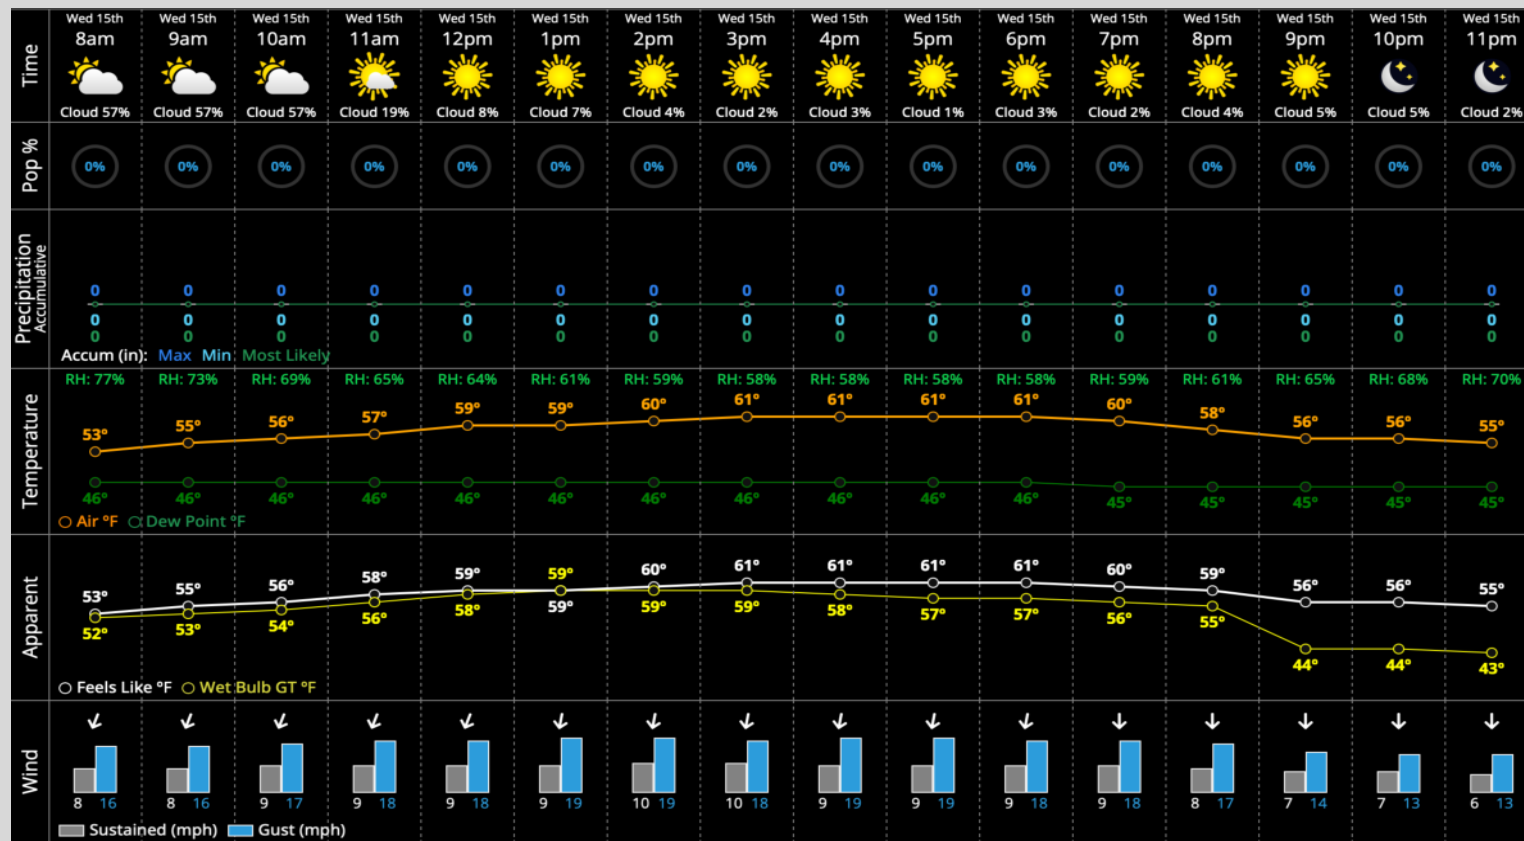 Time
Wed 15th Wed 15th Wed 15th Wed 15th Wed 15th Wed 15th Wed 15th Wed 15th Wed 15th Wed 15th Wed 15th Wed 15th Wed 15th Wed 15th Wed 15th Wed 15th
8am 9am 10am 11am 12pm 1pm 2pm 3pm 4pm 5pm 6pm 7pm 8pm 9pm 10pm 11pm
Cloud 57% Cloud 57% Cloud 57% Cloud 19% Cloud 8% Cloud 7% Cloud 4% Cloud 2% Cloud 3% Cloud 1% Cloud 3% Cloud 2% Cloud 4% Cloud 5% Cloud 5% Cloud 2%
Pop %
0% 0% 0% 0% 0% 0% 0% 0% 0% 0% 0% 0% 0% 0% 0% 0%
Precipitation
Accumulative
0 0 0 0 0 0 0 0 0 0 0 0 0 0 0 0
0 0 0 0 0 0 0 0 0 0 0 0 0 0 0 0
0 0 0 0 0 0 0 0 0 0 0 0 0 0 0 0
Accum (in): Max Min Most Likely
Temperature
RH: 77% RH: 73% RH: 69% RH: 65% RH: 64% RH: 61% RH: 59% RH: 58% RH: 58% RH: 58% RH: 58% RH: 59% RH: 61% RH: 65% RH: 68% RH: 70%
53° 55° 56° 57° 59° 59° 60° 61° 61° 61° 61° 60° 58° 56° 56° 55°
46° 46° 46° 46° 46° 46° 46° 46° 46° 46° 46° 45° 45° 45° 45° 45°
Air ºF Dew Point ºF
Apparent
53° 55° 56° 58° 59° 59° 60° 61° 61° 61° 61° 60° 59° 56° 56° 55°
52° 53° 54° 56° 58° 59° 59° 59° 58° 57° 57° 56° 55° 44° 44° 43°
Feels Like ºF Wet Bulb GT ºF
Wind
8 16 8 16 9 17 9 18 9 18 9 19 10 19 10 18 9 19 9 19 9 18 9 18 8 17 7 14 7 13 6 13
Sustained (mph) Gust (mph)